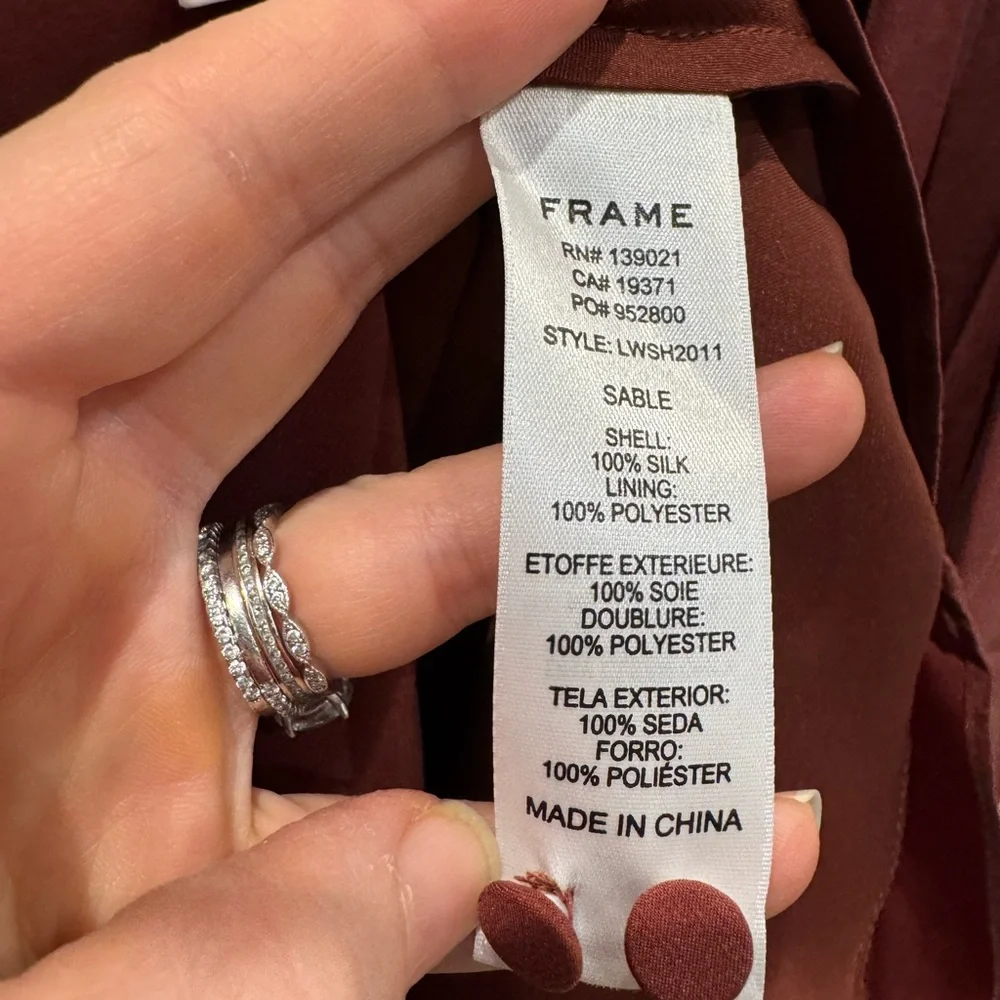 FRAME
RN# 139021
CA# 19371
PO# 952800
STYLE: LWSH2011
SABLE
SHELL:
100% SILK
LINING:
100% POLYESTER
ETOFFE EXTERIEURE:
100% SOIE
DOUBLURE:
100% POLYESTER
TELA EXTERIOR:
100% SEDA
FORRO:
100% POLIÉSTER
MADE IN CHINA